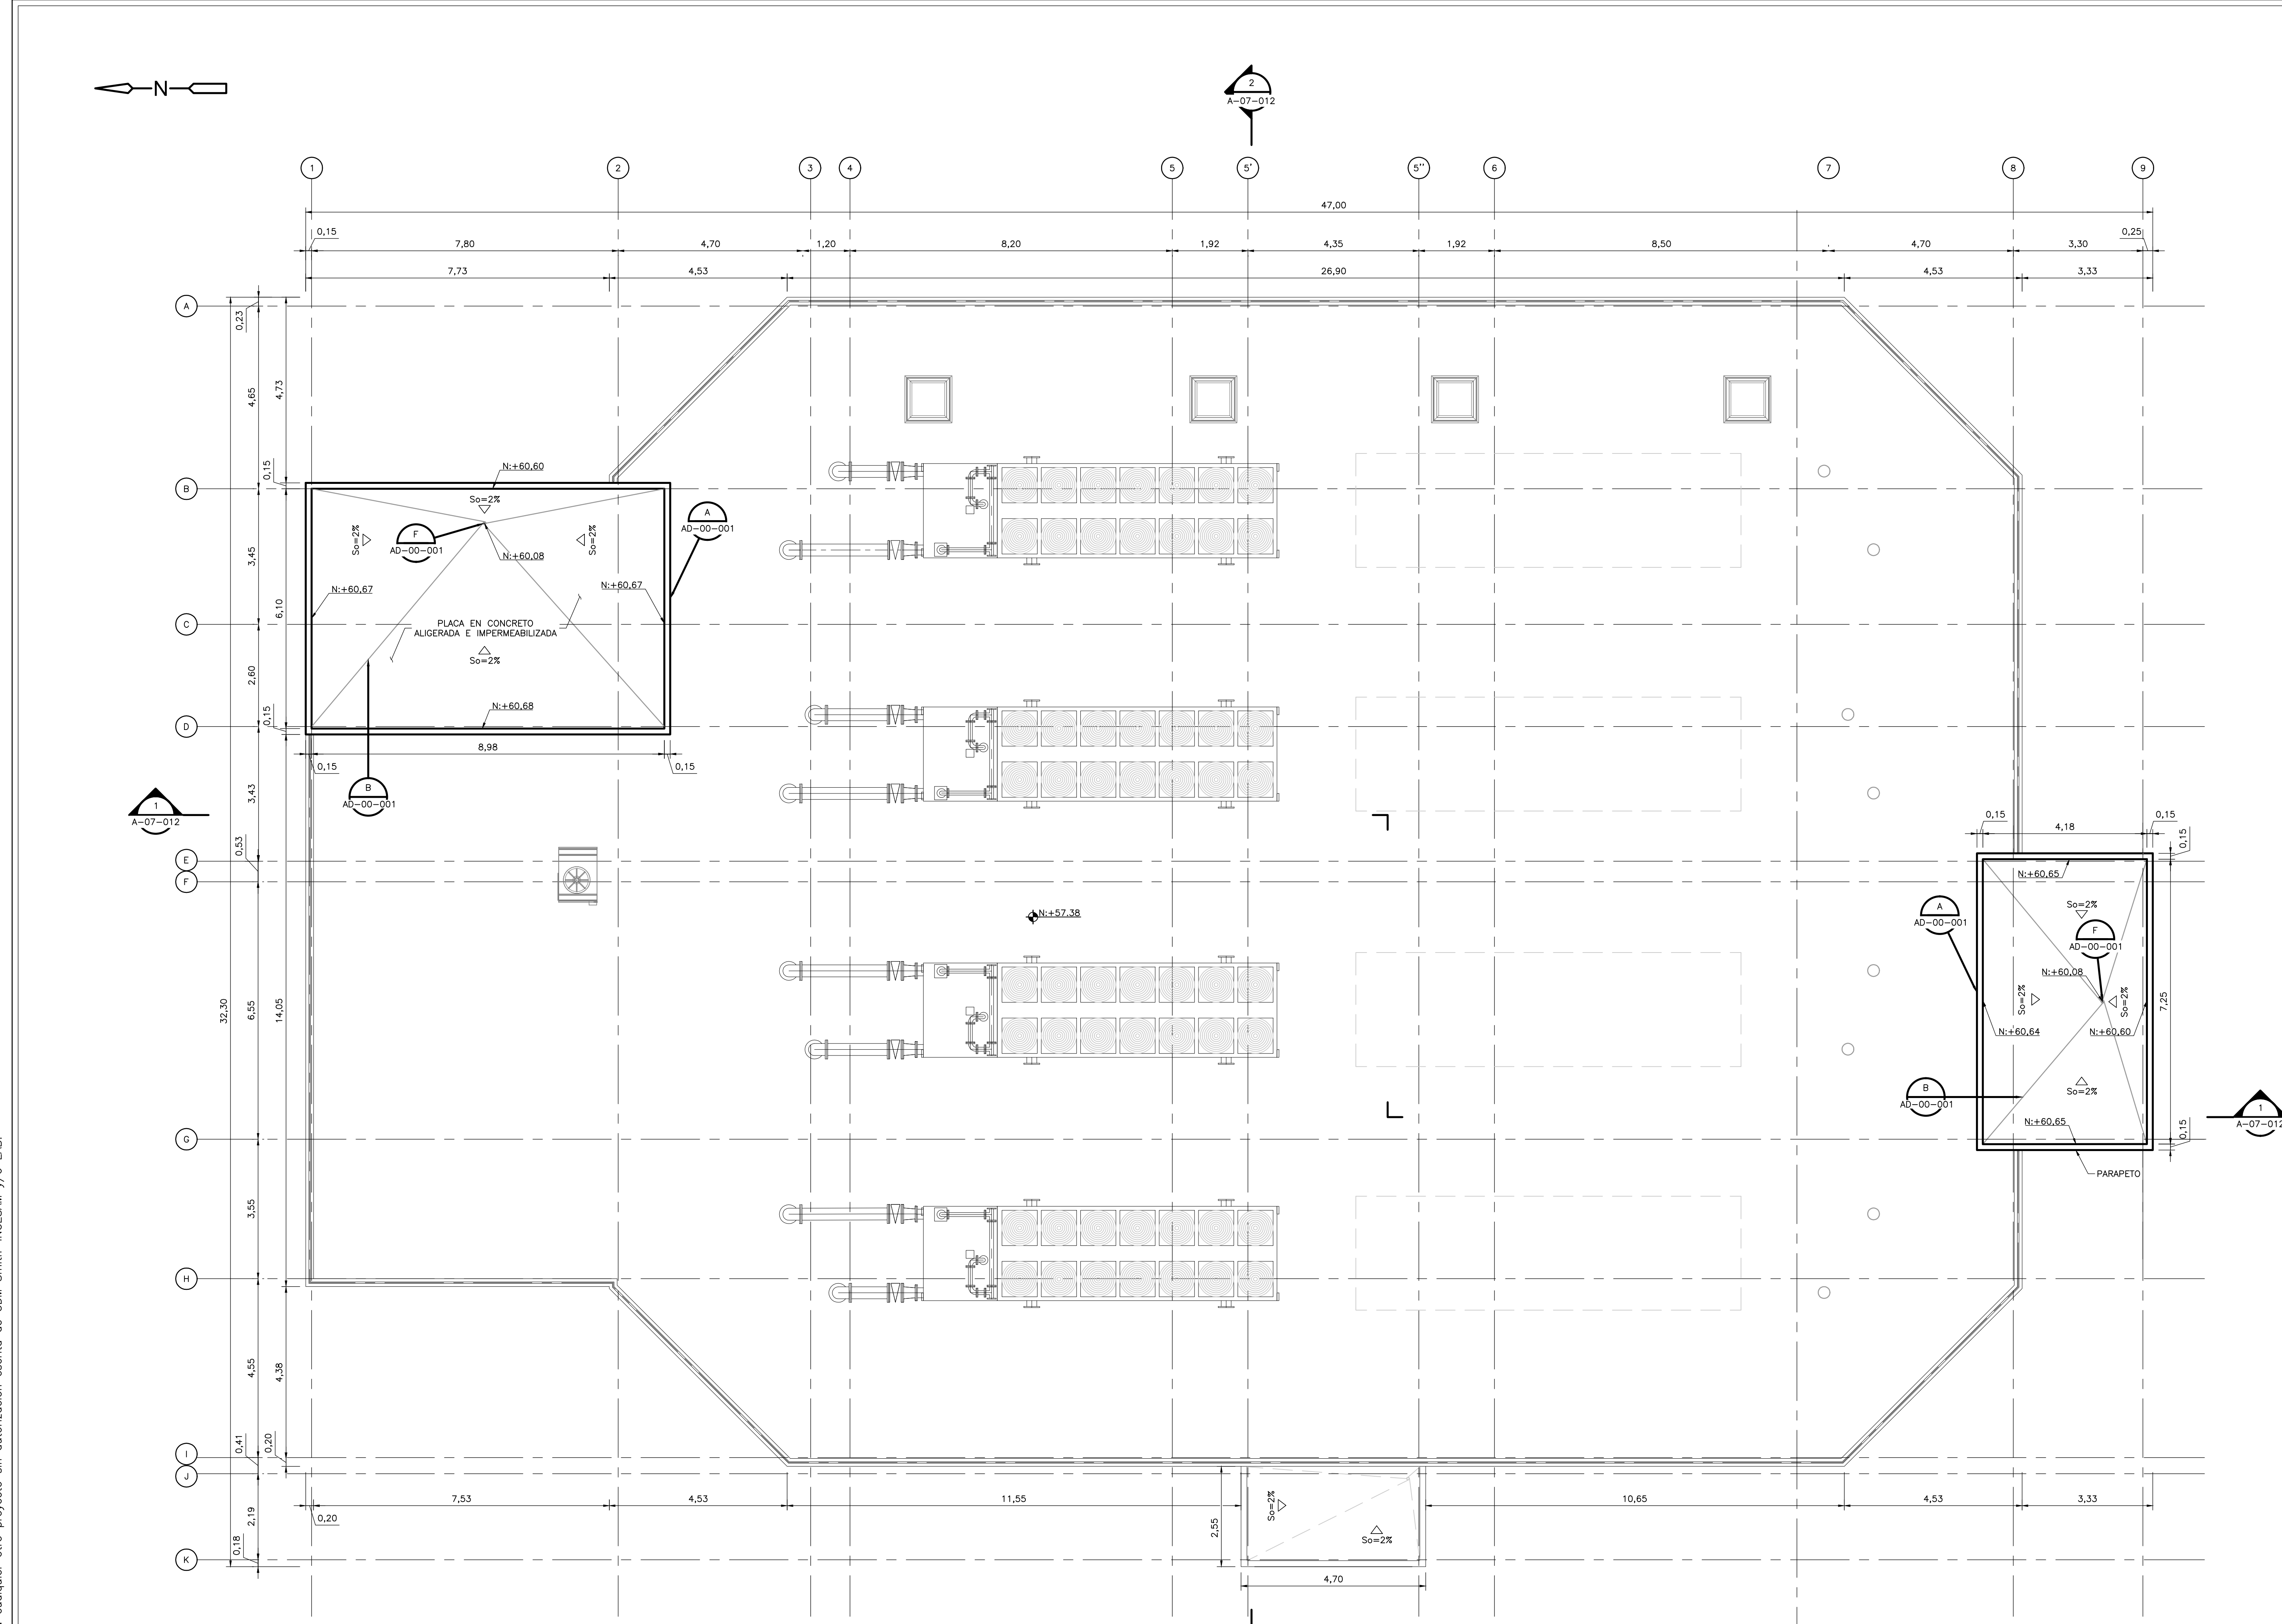 N
2
A-07-012
1
2
3
4
5
5'
5''
6
7
8
9
47,00
0,15
7,80
4,70
1,20
8,20
1,92
4,35
1,92
8,50
4,70
3,30
0,25
7,73
4,53
26,90
4,53
3,33
A
B
C
D
E
F
G
H
I
J
K
0,23
4,65
4,73
0,15
3,45
6,10
2,60
0,15
3,43
0,53
32,30
6,55
14,05
3,55
4,55
4,38
0,41
0,20
2,19
0,18
N:+60,60
So=2%
So=2%
So=2%
F
AD-00-001
N:+60,08
A
AD-00-001
N:+60,67
N:+60,67
PLACA EN CONCRETO
ALIGERADA E IMPERMEABILIZADA
So=2%
N:+60,68
8,98
0,15
0,15
B
AD-00-001
1
A-07-012
N:+57.38
0,15
4,18
0,15
0,15
N:+60,65
A
AD-00-001
So=2%
F
AD-00-001
N:+60,08
So=2%
So=2%
7,25
N:+60,64
N:+60,60
B
AD-00-001
So=2%
N:+60,65
0,15
PARAPETO
1
A-07-012
7,53
4,53
11,55
10,65
4,53
3,33
0,20
2,55
So=2%
So=2%
4,70